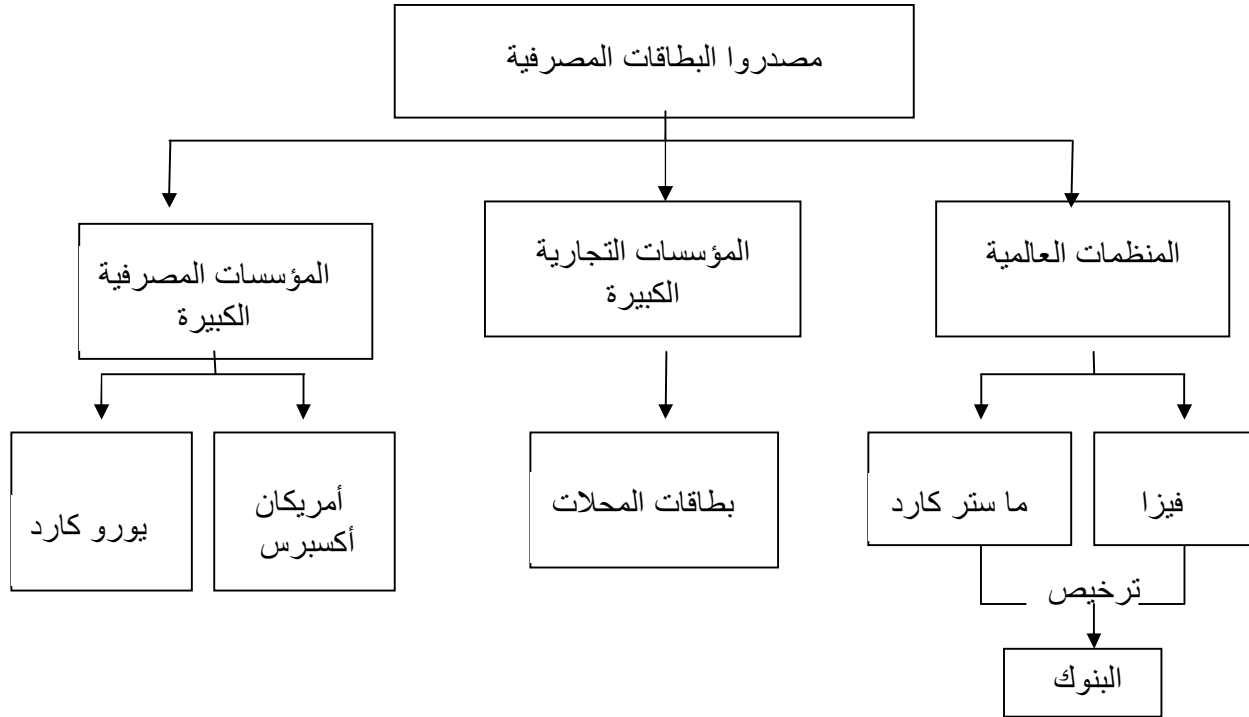 مصدروا البطاقات المصرفية
المنظمات العالمية
المؤسسات التجارية
الكبيرة
المؤسسات المصرفية
الكبيرة
فيزا
ما ستر كارد
بطاقات المحلات
أمريكان
أكسبرس
يورو كارد
ترخيص
البنوك